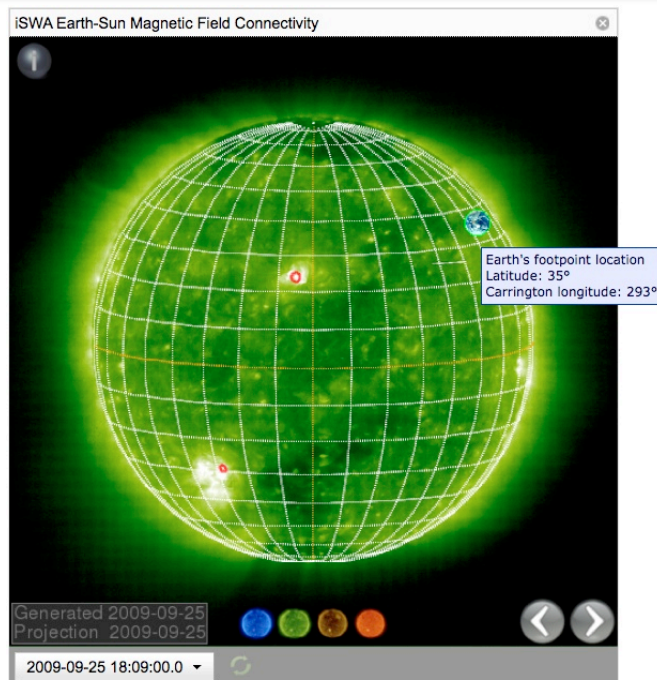 iSWA Earth-Sun Magnetic Field Connectivity
Earth's footpoint location
Latitude: 35°
Carrington longitude: 293°
Generated 2009-09-25
Projection 2009-09-25
2009-09-25 18:09:00.0